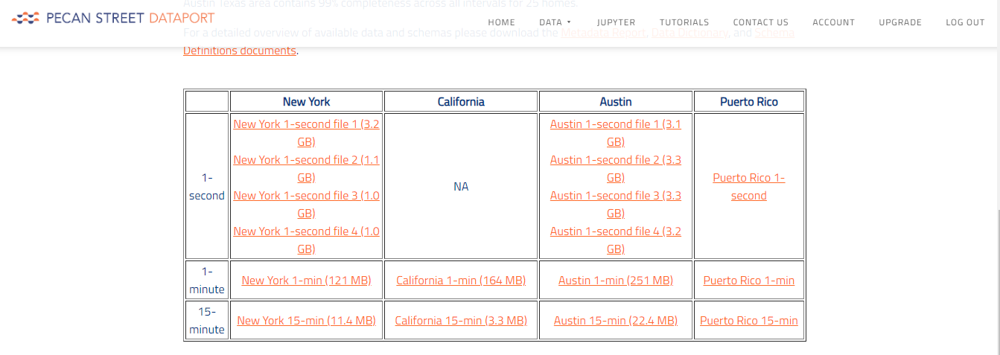 Austin Texas area contains 99% completeness across all intervals for 25 homes.
PECAN STREET DATAPORT
HOME DATA JUPYTER TUTORIALS CONTACT US ACCOUNT UPGRADE LOG OUT
For a detailed overview of available data and schemas please download the Metadata Report, Data Dictionary, and Schema
Definitions documents.
New York California Austin Puerto Rico
1-
second
New York 1-second file 1 (3.2
GB)
New York 1-second file 2 (1.1
GB)
New York 1-second file 3 (1.0
GB)
New York 1-second file 4 (1.0
GB)
NA
Austin 1-second file 1 (3.1
GB)
Austin 1-second file 2 (3.3
GB)
Austin 1-second file 3 (3.3
GB)
Austin 1-second file 4 (3.2
GB)
Puerto Rico 1-
second
1-
minute
New York 1-min (121 MB)
California 1-min (164 MB)
Austin 1-min (251 MB)
Puerto Rico 1-min
15-
minute
New York 15-min (11.4 MB)
California 15-min (3.3 MB)
Austin 15-min (22.4 MB)
Puerto Rico 15-min